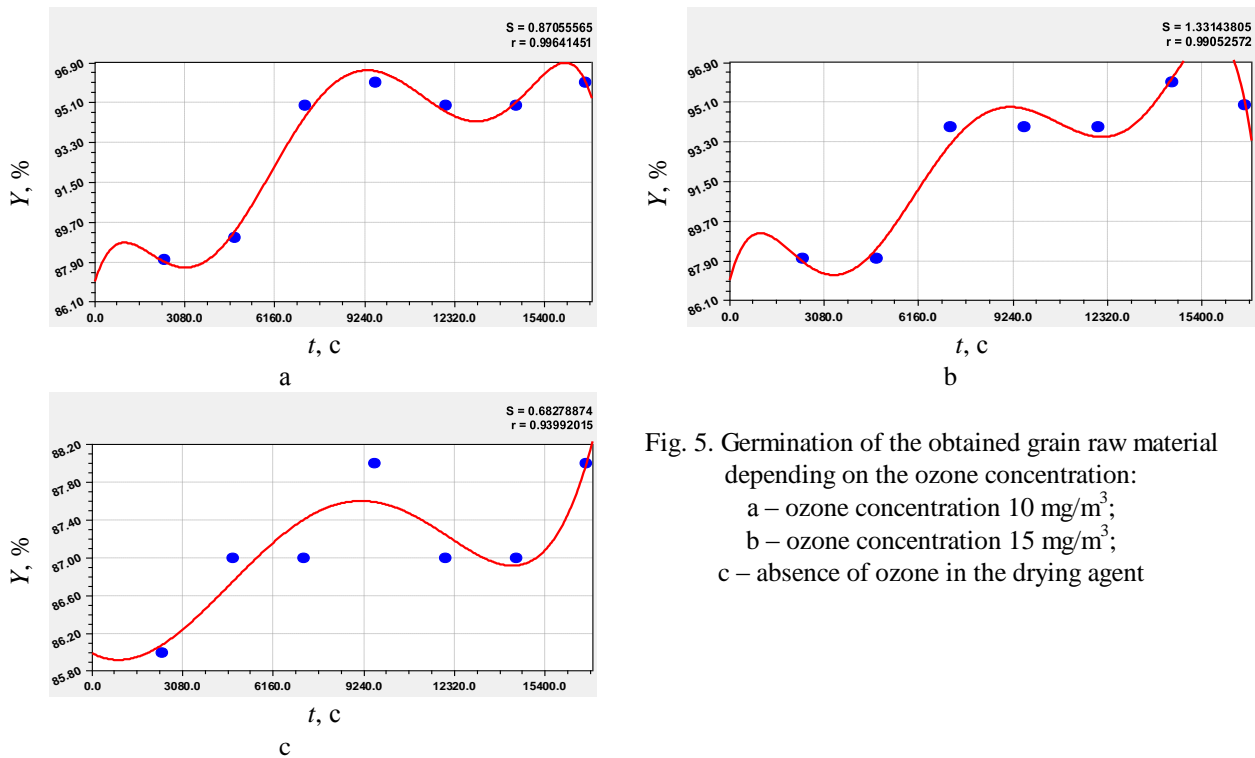 S = 0.87055565
r = 0.99641451
96.90
95.10
93.30
91.50
89.70
87.90
86.10
Y, %
0.0 3080.0 6160.0 9240.0 12320.0 15400.0
t, c
a
S = 1.33143805
r = 0.99052572
96.90
95.10
93.30
91.50
89.70
87.90
86.10
Y, %
0.0 3080.0 6160.0 9240.0 12320.0 15400.0
t, c
b
S = 0.68278874
r = 0.93992015
88.20
87.80
87.40
87.00
86.60
86.20
85.80
Y, %
0.0 3080.0 6160.0 9240.0 12320.0 15400.0
t, c
c
Fig. 5. Germination of the obtained grain raw material
depending on the ozone concentration:
a – ozone concentration 10 mg/m³;
b – ozone concentration 15 mg/m³;
c – absence of ozone in the drying agent